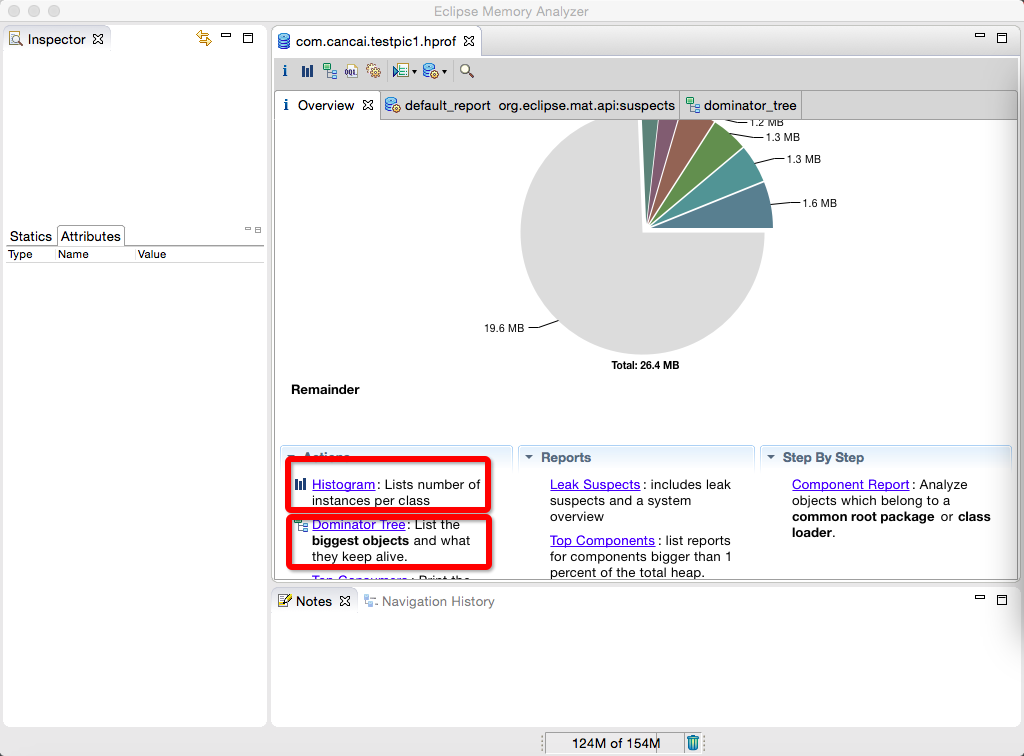 Eclipse Memory Analyzer
Inspector
Statics Attributes
Type Name Value
com.cancai.testpic1.hprof
i OQL
i Overview default_report org.eclipse.mat.api:suspects dominator_tree
1.2 MB
1.3 MB
1.3 MB
1.6 MB
19.6 MB
Total: 26.4 MB
Remainder
Actions
Histogram: Lists number of
instances per class
Dominator Tree: List the
biggest objects and what
they keep alive.
Top Consumers: Print the
Reports
Leak Suspects: includes leak
suspects and a system
overview
Top Components: list reports
for components bigger than 1
percent of the total heap.
Step By Step
Component Report: Analyze
objects which belong to a
common root package or class
loader.
Notes Navigation History
124M of 154M